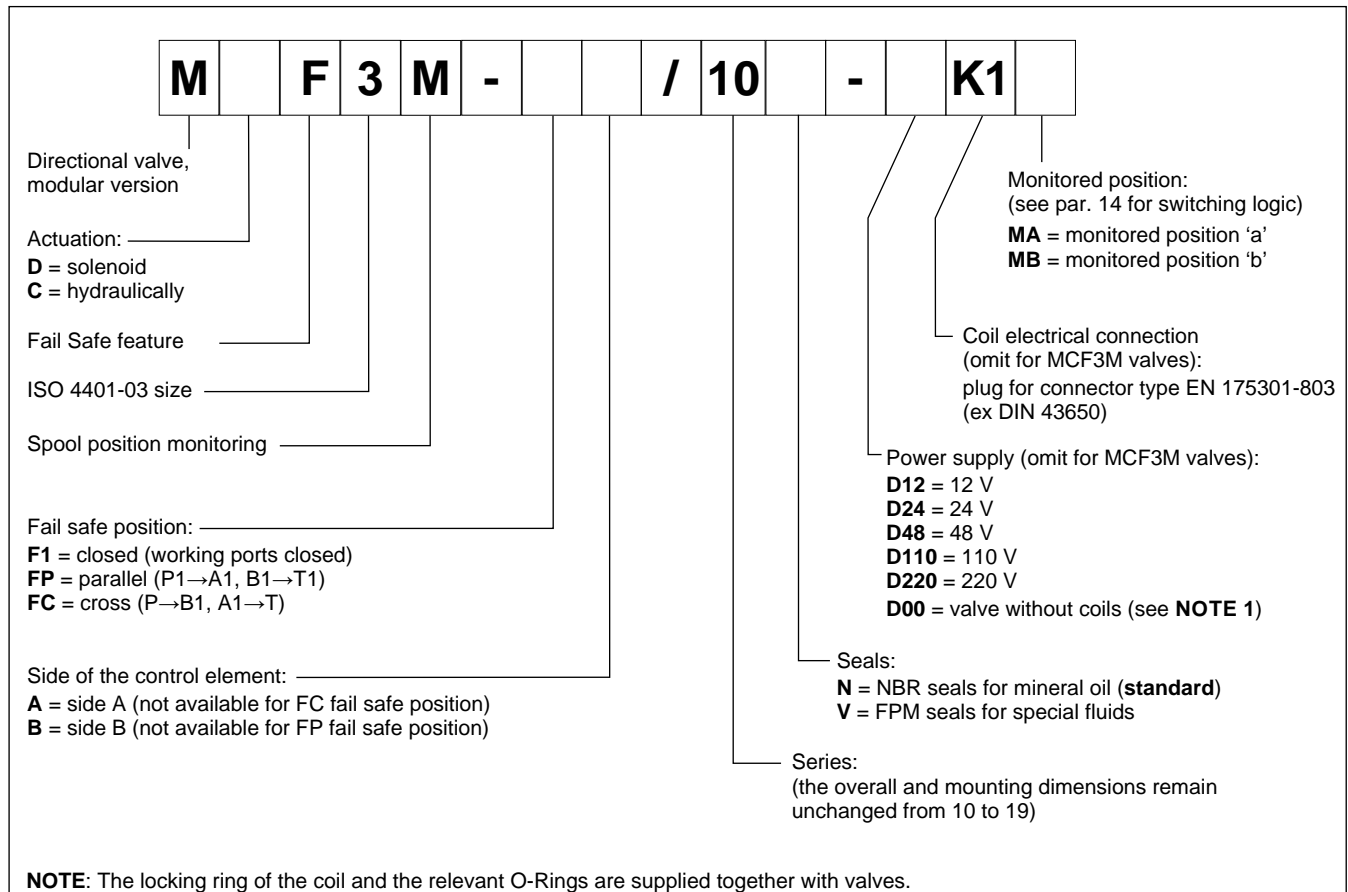 M F 3 M - / 10 - K1
Directional valve,
modular version
Actuation:
D = solenoid
C = hydraulically
Fail Safe feature
ISO 4401-03 size
Spool position monitoring
Fail safe position:
F1 = closed (working ports closed)
FP = parallel (P1→A1, B1→T1)
FC = cross (P→B1, A1→T)
Side of the control element:
A = side A (not available for FC fail safe position)
B = side B (not available for FP fail safe position)
Monitored position:
(see par. 14 for switching logic)
MA = monitored position ‘a’
MB = monitored position ‘b’
Coil electrical connection
(omit for MCF3M valves):
plug for connector type EN 175301-803
(ex DIN 43650)
Power supply (omit for MCF3M valves):
D12 = 12 V
D24 = 24 V
D48 = 48 V
D110 = 110 V
D220 = 220 V
D00 = valve without coils (see NOTE 1)
Seals:
N = NBR seals for mineral oil (standard)
V = FPM seals for special fluids
Series:
(the overall and mounting dimensions remain
unchanged from 10 to 19)
NOTE: The locking ring of the coil and the relevant O-Rings are supplied together with valves.